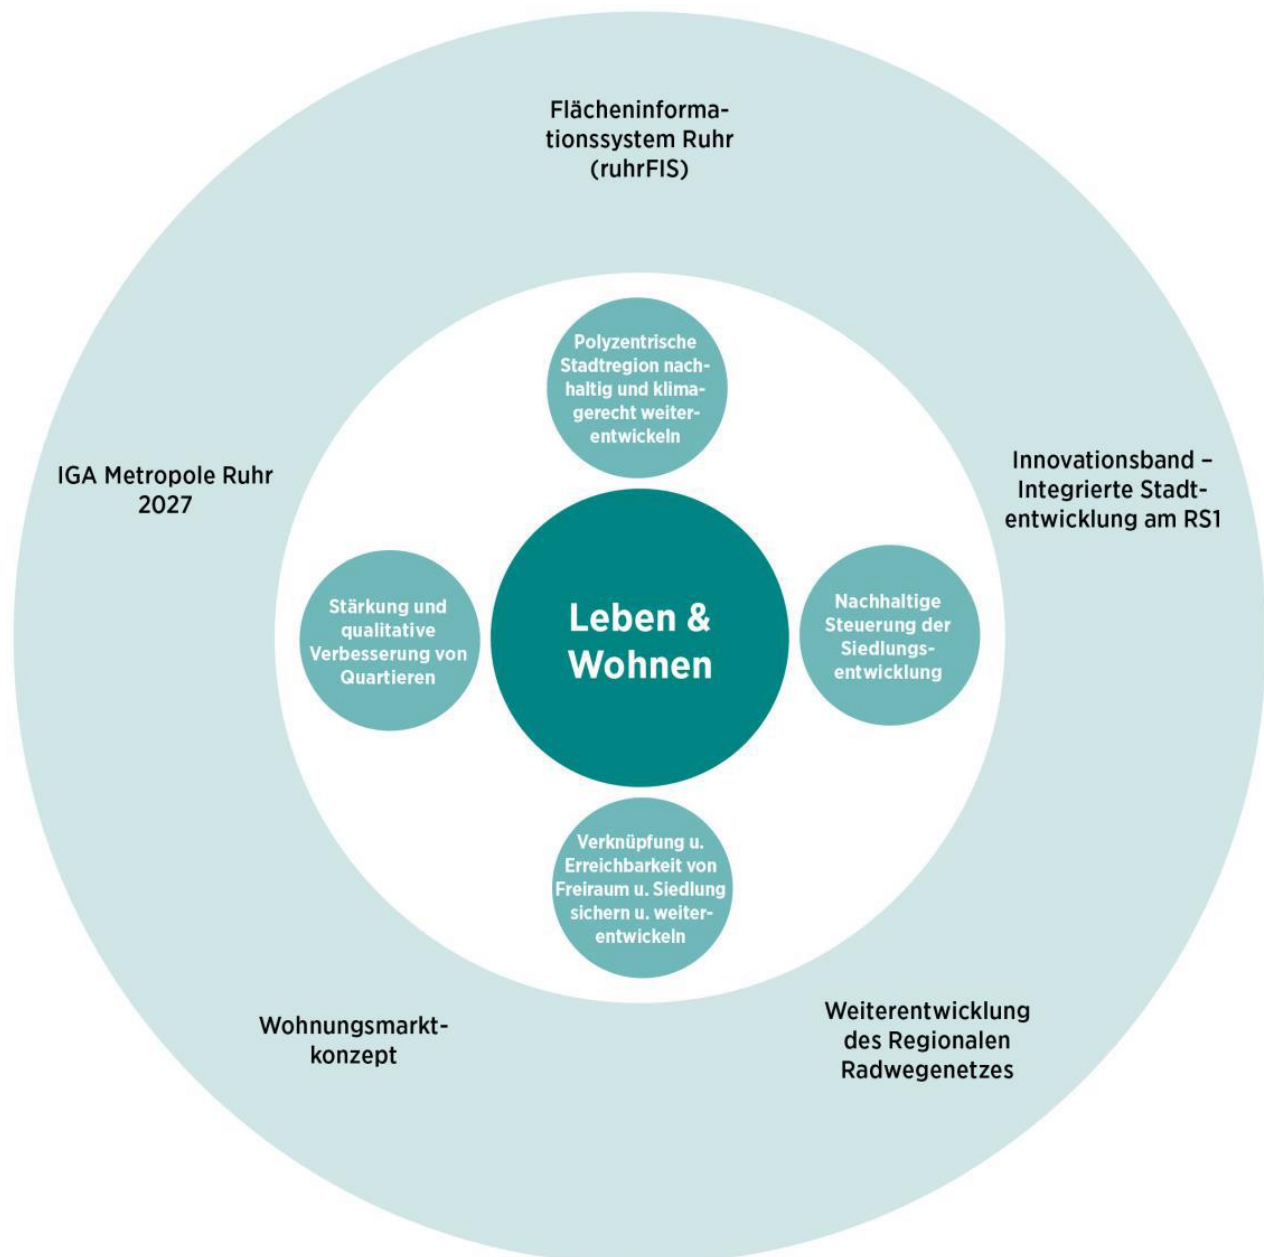 Flächeninforma-
tionssystem Ruhr
(ruhrFIS)
Polyzentrische
Stadtregion nach-
haltig und klima-
gerecht weiter-
entwickeln
IGA Metropole Ruhr
2027
Innovationsband –
Integrierte Stadt-
entwicklung am RS1
Stärkung und
qualitative
Verbesserung von
Quartieren
Leben &
Wohnen
Nachhaltige
Steuerung der
Siedlungs-
entwicklung
Verknüpfung u.
Erreichbarkeit von
Freiraum u. Siedlung
sichern u. weiter-
entwickeln
Wohnungsmarkt-
konzept
Weiterentwicklung
des Regionalen
Radwegenetzes